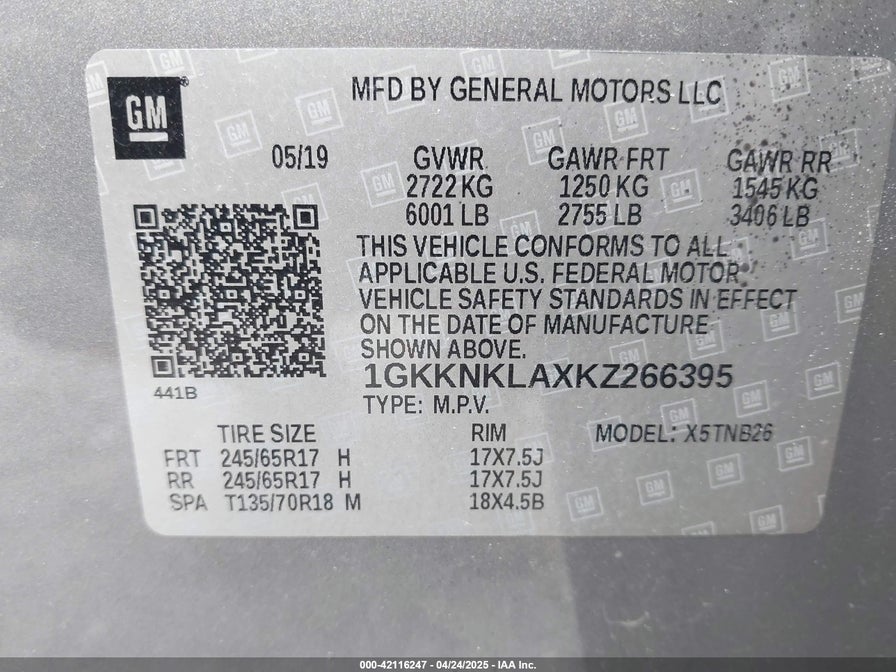 GM
MFD BY GENERAL MOTORS LLC
05/19 GVWR GAWR FRT GAWR RR
2722 KG 1250 KG 1545 KG
6001 LB 2755 LB 3406 LB
THIS VEHICLE CONFORMS TO ALL
APPLICABLE U.S. FEDERAL MOTOR
VEHICLE SAFETY STANDARDS IN EFFECT
ON THE DATE OF MANUFACTURE
SHOWN ABOVE.
1GKKNKLAXKZ266395
441B
TYPE: M.P.V.
TIRE SIZE RIM MODEL: X5TNB26
FRT 245/65R17 H 17X7.5J
RR 245/65R17 H 17X7.5J
SPA T135/70R18 M 18X4.5B
000-42116247 - 04/24/2025 - IAA Inc.